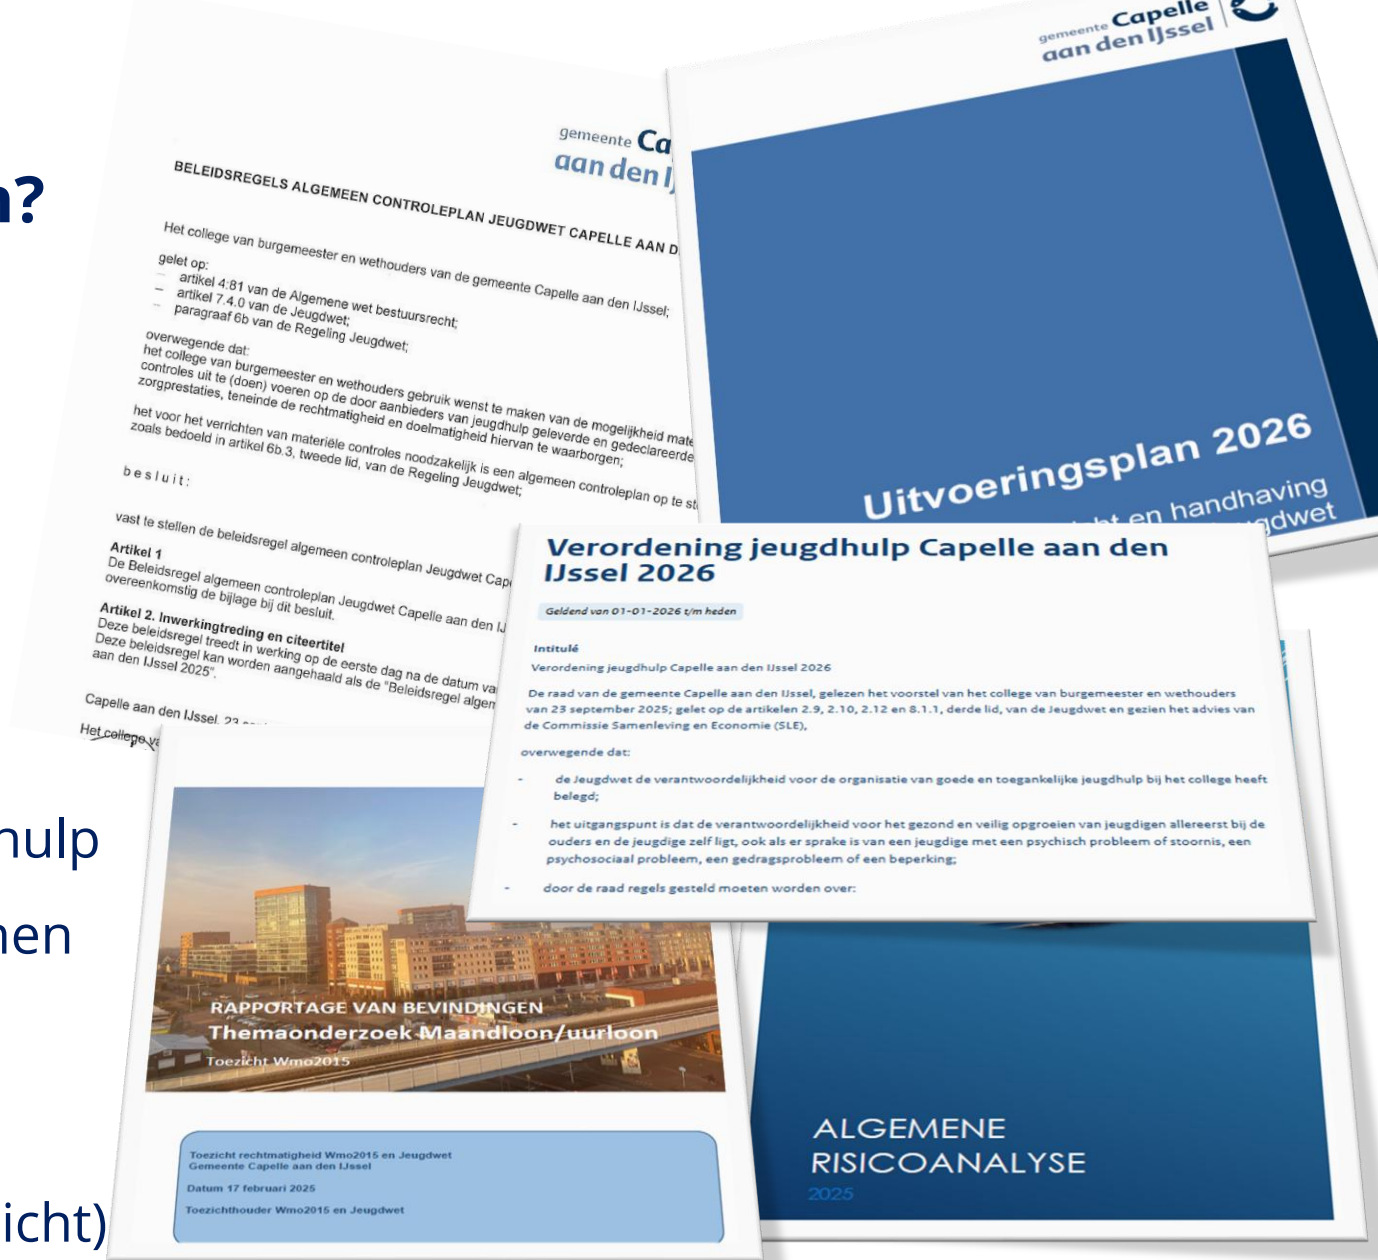 n?
hulp
nen
icht)
gemeente Ca
aan den IJ
BELEIDSREGELS ALGEMEEN CONTROLEPLAN JEUGDWET CAPELLE AAN D
Het college van burgemeester en wethouders van de gemeente Capelle aan den IJssel;
gelet op:
– artikel 4:81 van de Algemene wet bestuursrecht;
– artikel 7.4.0 van de Jeugdwet;
– paragraaf 6b van de Regeling Jeugdwet;
overwegende dat:
het college van burgemeester en wethouders gebruik wenst te maken van de mogelijkheid mate
controles uit te (doen) voeren op de door aanbieders van jeugdhulp geleverde en gedeclareerde
zorgprestaties, teneinde de rechtmatigheid en doelmatigheid hiervan te waarborgen;
het voor het verrichten van materiële controles noodzakelijk is een algemeen controleplan op te st
zoals bedoeld in artikel 6b.3, tweede lid, van de Regeling Jeugdwet;
b e s l u i t :
vast te stellen de beleidsregel algemeen controleplan Jeugdwet Cap
Artikel 1
De Beleidsregel algemeen controleplan Jeugdwet Capelle aan den IJ
overeenkomstig de bijlage bij dit besluit.
Artikel 2. Inwerkingtreding en citeertitel
Deze beleidsregel treedt in werking op de eerste dag na de datum va
Deze beleidsregel kan worden aangehaald als de "Beleidsregel algem
aan den IJssel 2025".
Capelle aan den IJssel, 23
Het college va
gemeente Capelle
aan den IJssel
Uitvoeringsplan 2026
ht en handhaving
gdwet
Verordening jeugdhulp Capelle aan den
IJssel 2026
Geldend van 01-01-2026 t/m heden
Intitulé
Verordening jeugdhulp Capelle aan den IJssel 2026
De raad van de gemeente Capelle aan den IJssel, gelezen het voorstel van het college van burgemeester en wethouders
van 23 september 2025; gelet op de artikelen 2.9, 2.10, 2.12 en 8.1.1, derde lid, van de Jeugdwet en gezien het advies van
de Commissie Samenleving en Economie (SLE),
overwegende dat:
- de Jeugdwet de verantwoordelijkheid voor de organisatie van goede en toegankelijke jeugdhulp bij het college heeft
belegd;
- het uitgangspunt is dat de verantwoordelijkheid voor het gezond en veilig opgroeien van jeugdigen allereerst bij de
ouders en de jeugdige zelf ligt, ook als er sprake is van een jeugdige met een psychisch probleem of stoornis, een
psychosociaal probleem, een gedragsprobleem of een beperking;
- door de raad regels gesteld moeten worden over:
RAPPORTAGE VAN BEVINDINGEN
Themaonderzoek Maandloon/uurloon
Toezicht Wmo2015
Toezicht rechtmatigheid Wmo2015 en Jeugdwet
Gemeente Capelle aan den IJssel
Datum 17 februari 2025
Toezichthouder Wmo2015 en Jeugdwet
ALGEMENE
RISICOANALYSE
2025